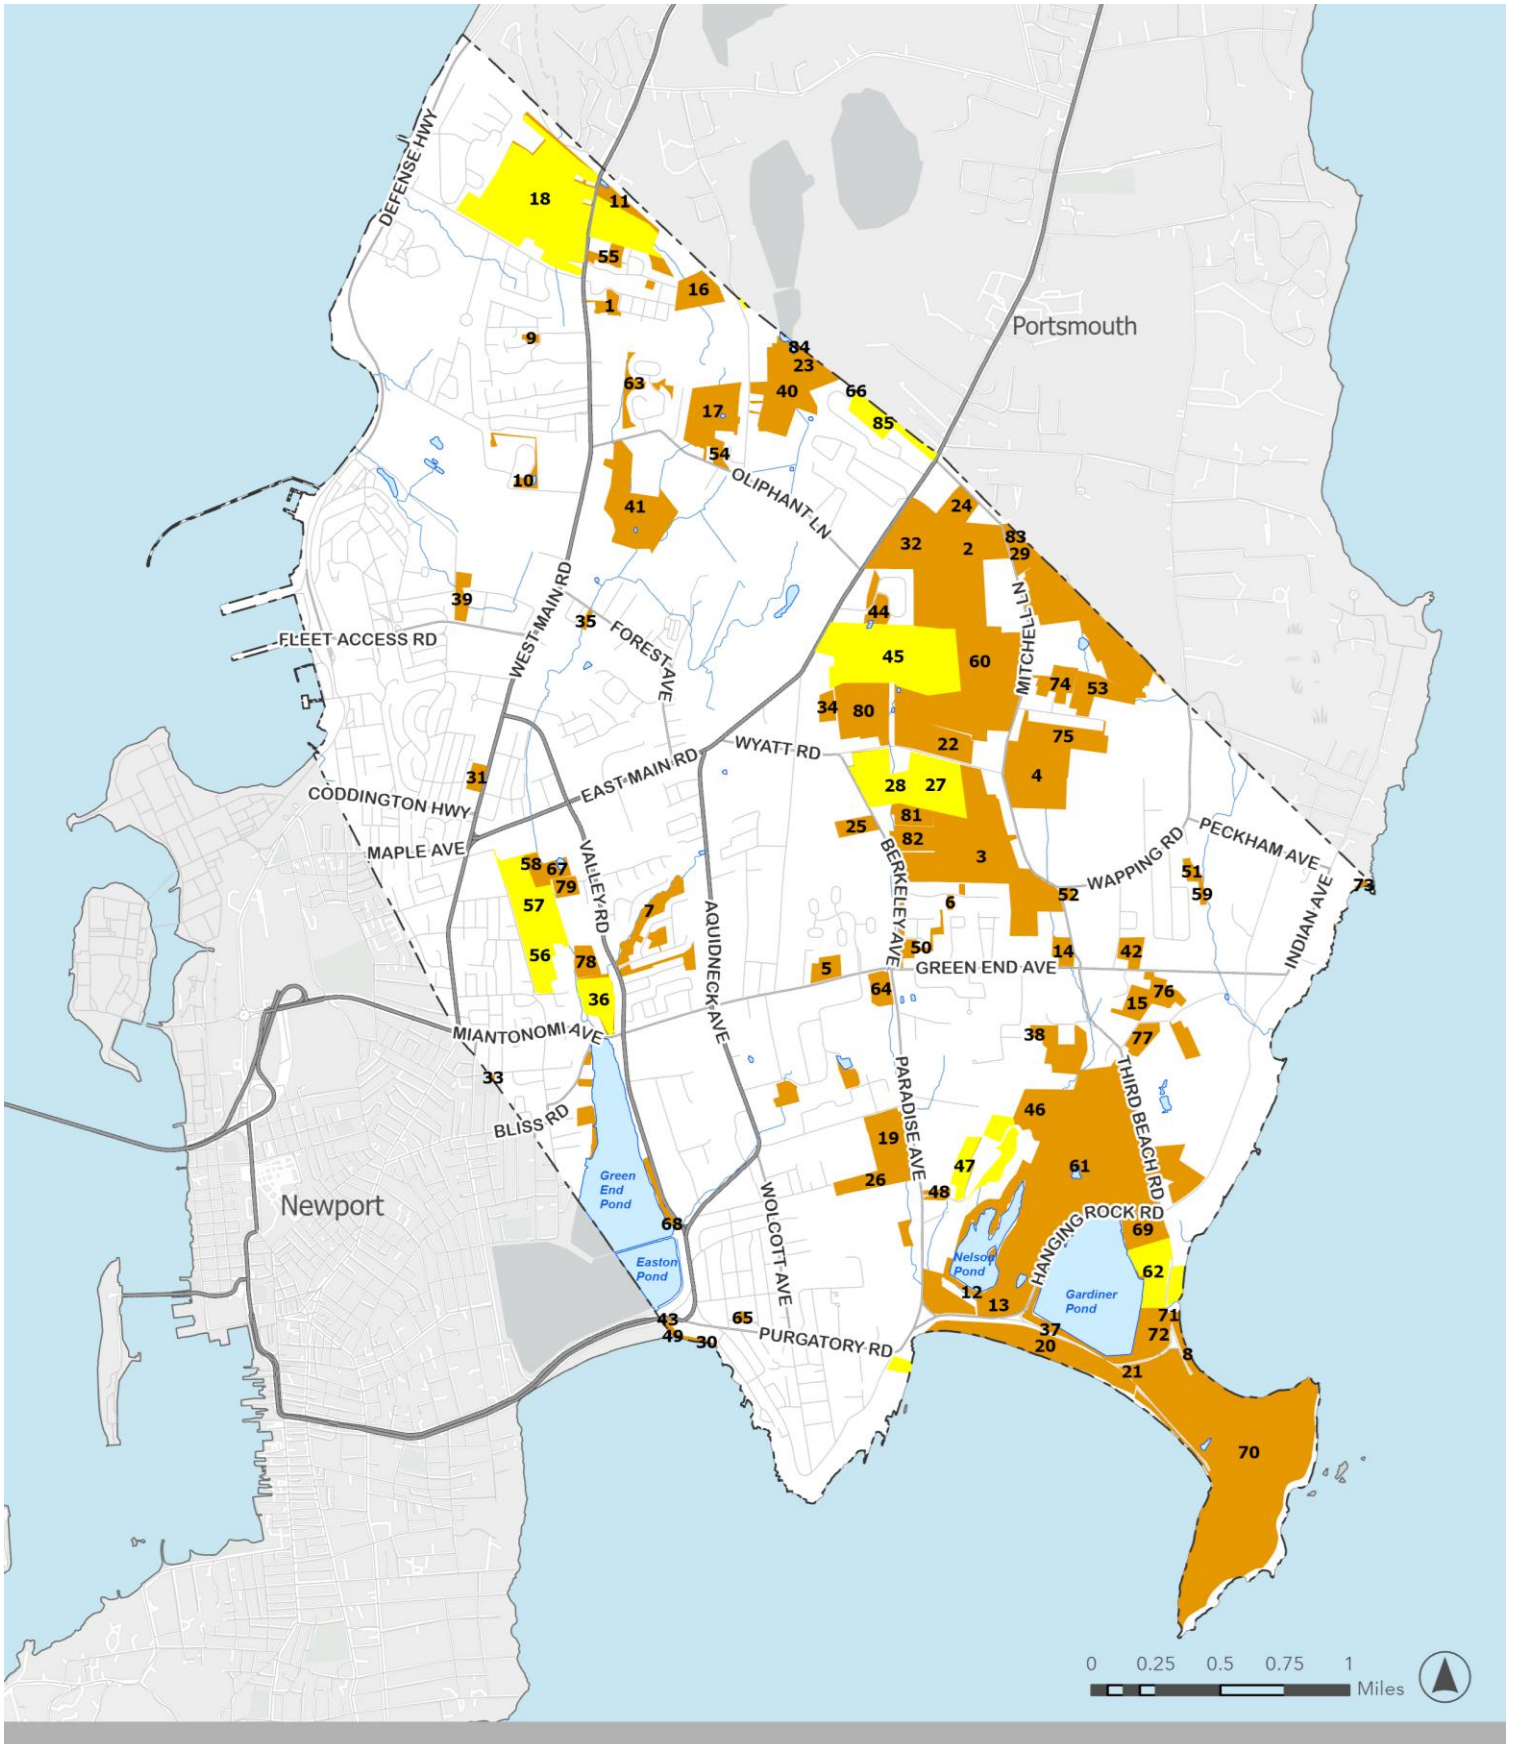 DEFENSE HWY
18
11
55
16
1
9
84
23
Portsmouth
63
40
66
17
85
54
10
OLIPHANT LN
41
24
32
2
83
29
39
44
35
FLEET ACCESS RD
FOREST AVE
WEST MAIN RD
MITCHELL LN
45
60
74
53
34
80
75
WYATT RD
22
EAST MAIN RD
31
4
28
27
CODDINGTON HWY
81
25
82
MAPLE AVE
PECKHAM AVE
BERKELEY AVE
WAPPING RD
3
58
67
79
VALLEY RD
51
73
52
59
57
7
6
AQUIDNECK AVE
INDIAN AVE
56
78
50
14
42
5
GREEN END AVE
64
36
76
15
MIANTONOMI AVE
38
77
33
PARADISE AVE
THIRD BEACH RD
BLISS RD
46
19
47
61
Green
End
Pond
26
48
Newport
WOLCOTT AVE
HANGING ROCK RD
68
69
Nelson
Pond
Easton
Pond
62
12
Gardiner
Pond
13
43
65
71
37
49
30
PURGATORY RD
72
20
8
21
70
0 0.25 0.5 0.75 1
Miles